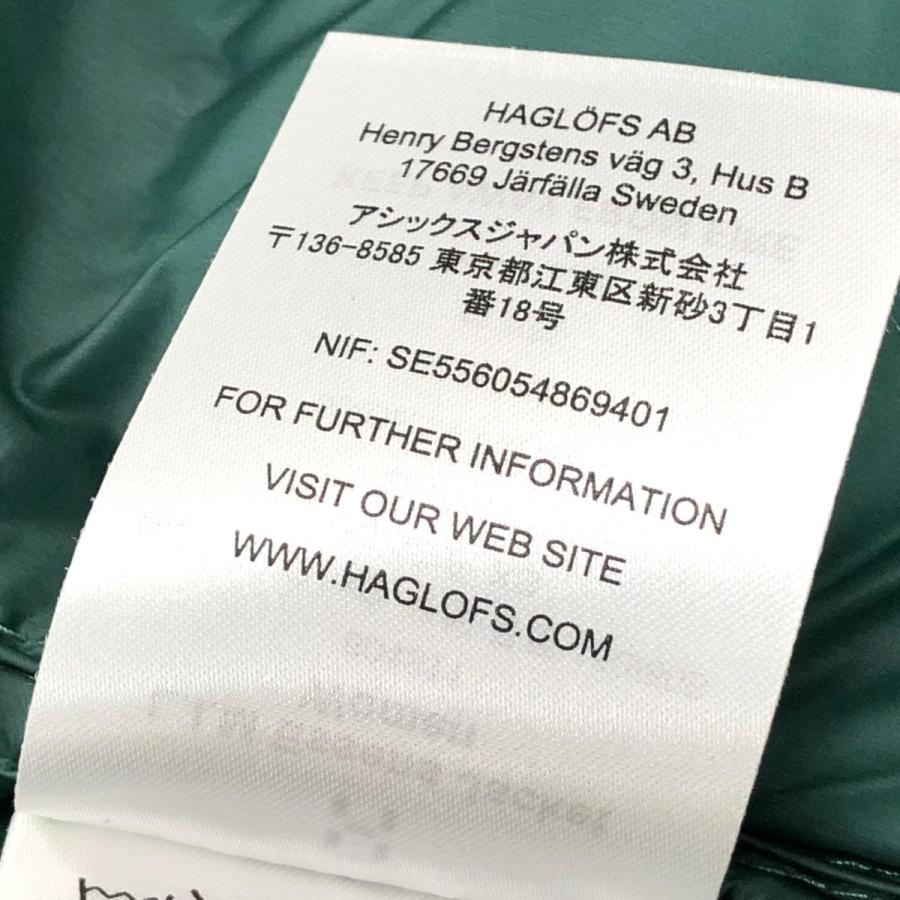 HAGLÖFS AB
Henry Bergstens väg 3, Hus B
17669 Järfälla Sweden
アシックスジャパン株式会社
〒136-8585 東京都江東区新砂3丁目1
番18号
NIF: SE556054869401
FOR FURTHER INFORMATION
VISIT OUR WEB SITE
WWW.HAGLOFS.COM